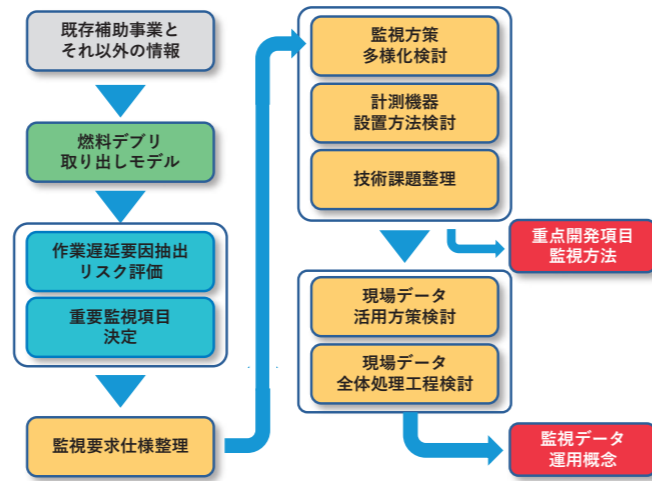 既存補助事業と
それ以外の情報
燃料デブリ
取り出しモデル
作業遅延要因抽出
リスク評価
重要監視項目
決定
監視要求仕様整理
監視方策
多様化検討
計測機器
設置方法検討
技術課題整理
重点開発項目
監視方法
現場データ
活用方策検討
現場データ
全体処理工程検討
監視データ
運用概念